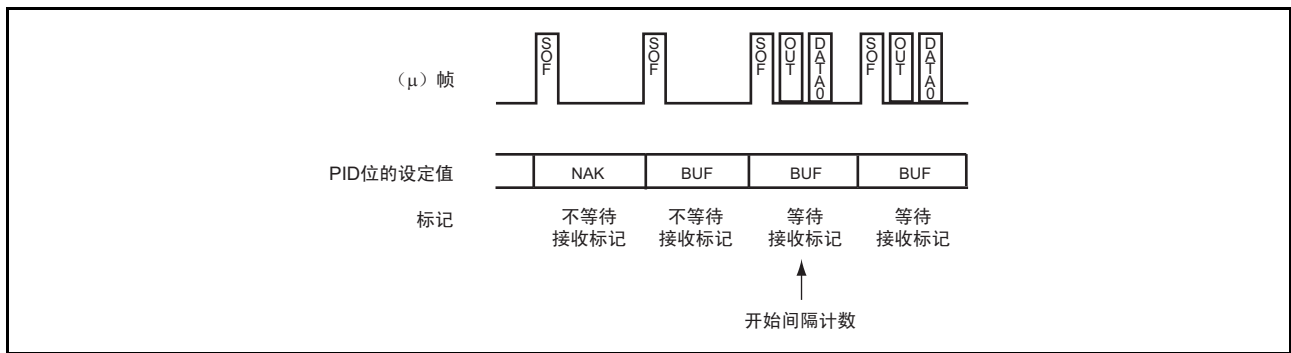 SOF SOF SOF OUT DATA0 SOF OUT DATA0
（μ）帧
PID位的设定值 NAK BUF BUF BUF
标记 不等待 不等待 等待 等待
接收标记 接收标记 接收标记 接收标记
开始间隔计数